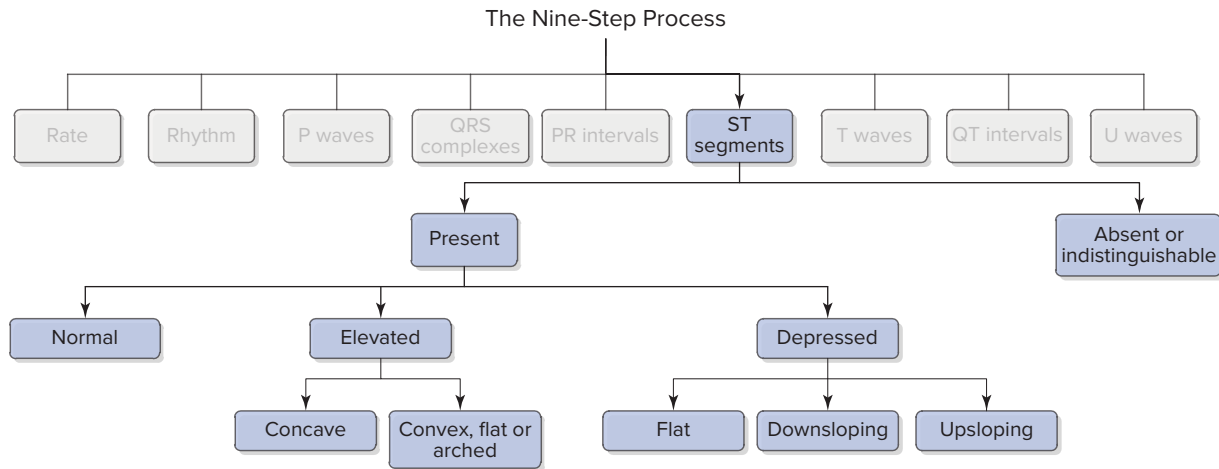 The Nine-Step Process
Rate
Rhythm
P waves
QRS
complexes
PR intervals
ST
segments
T waves
QT intervals
U waves
Present
Absent or
indistinguishable
Normal
Elevated
Depressed
Concave
Convex, flat or
arched
Flat
Downsloping
Upsloping